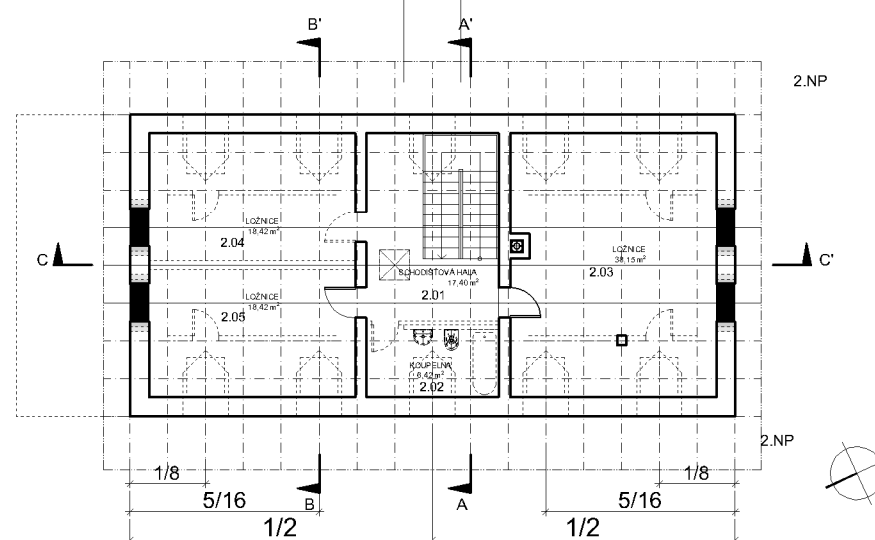 B'
A'
2.NP
LOŽNICE
18,42 m²
2.04
LOŽNICE
38,15 m²
2.03
C
C'
SCHODIŠŤOVÁ HALA
17,40 m²
2.01
LOŽNICE
18,42 m²
2.05
KOUPELNA
6,42 m²
2.02
2.NP
1/8
1/8
B
A
5/16
5/16
1/2
1/2